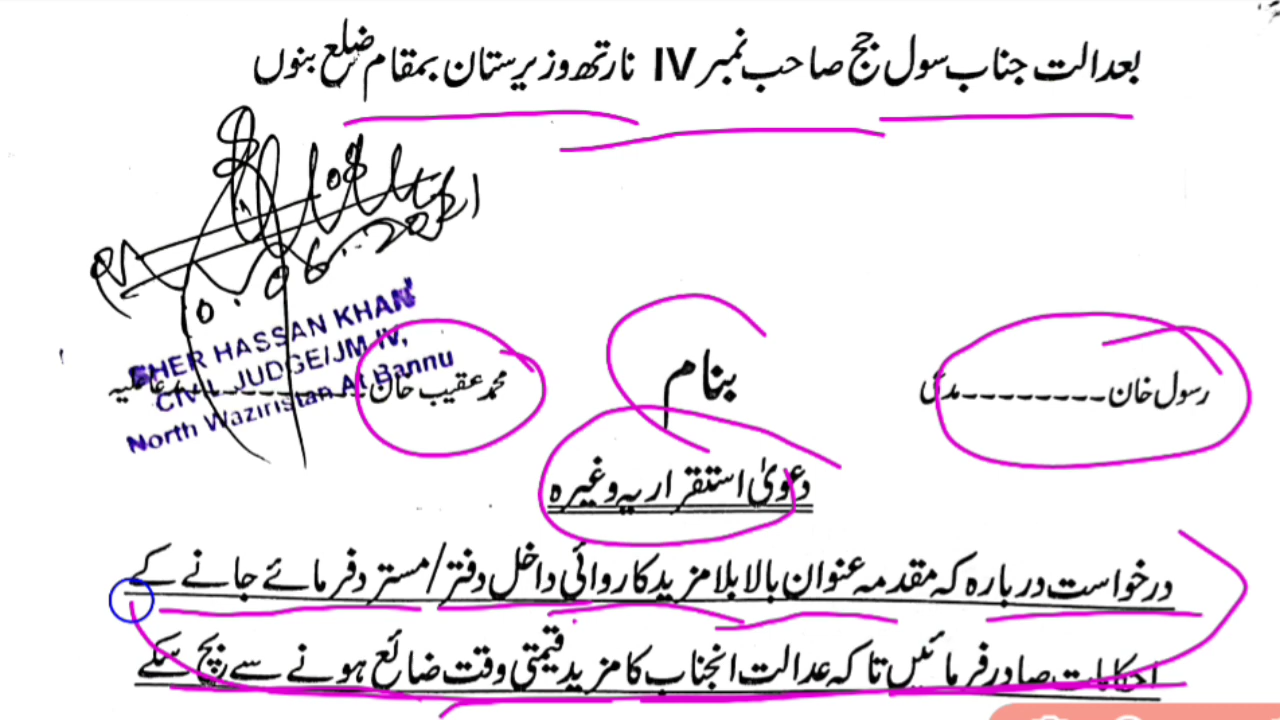 بعدالت جناب سول جج صاحب نمبر IV نارتھ وزیرستان بمقام ضلع بنوں
SHER HASSAN KHAN
CIVIL JUDGE/JM IV,
North Waziristan At Bannu
رسول خان---------مدعی
بنام
محمد عقیب خان
دعویٰ استقراریہ وغیرہ
درخواست دربارہ کہ مقدمہ عنوان بالا بلا مزید کاروائی داخل دفتر/مسترد فرمائے جانے کے
احکامات صادر فرمائیں تا کہ عدالت انجناب کا مزید قیمتی وقت ضائع ہونے سے بچ سکے